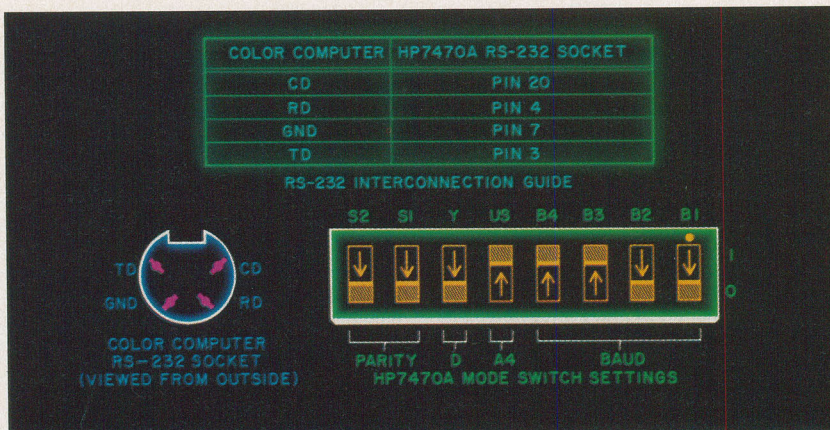 COLOR COMPUTER HP7470A RS-232 SOCKET
CD PIN 20
RD PIN 4
GND PIN 7
TD PIN 3
RS-232 INTERCONNECTION GUIDE
S2 S1 Y US B4 B3 B2 B1
1
0
TD CD
GND RD
COLOR COMPUTER
RS-232 SOCKET
(VIEWED FROM OUTSIDE)
PARITY D A4 BAUD
HP7470A MODE SWITCH SETTINGS